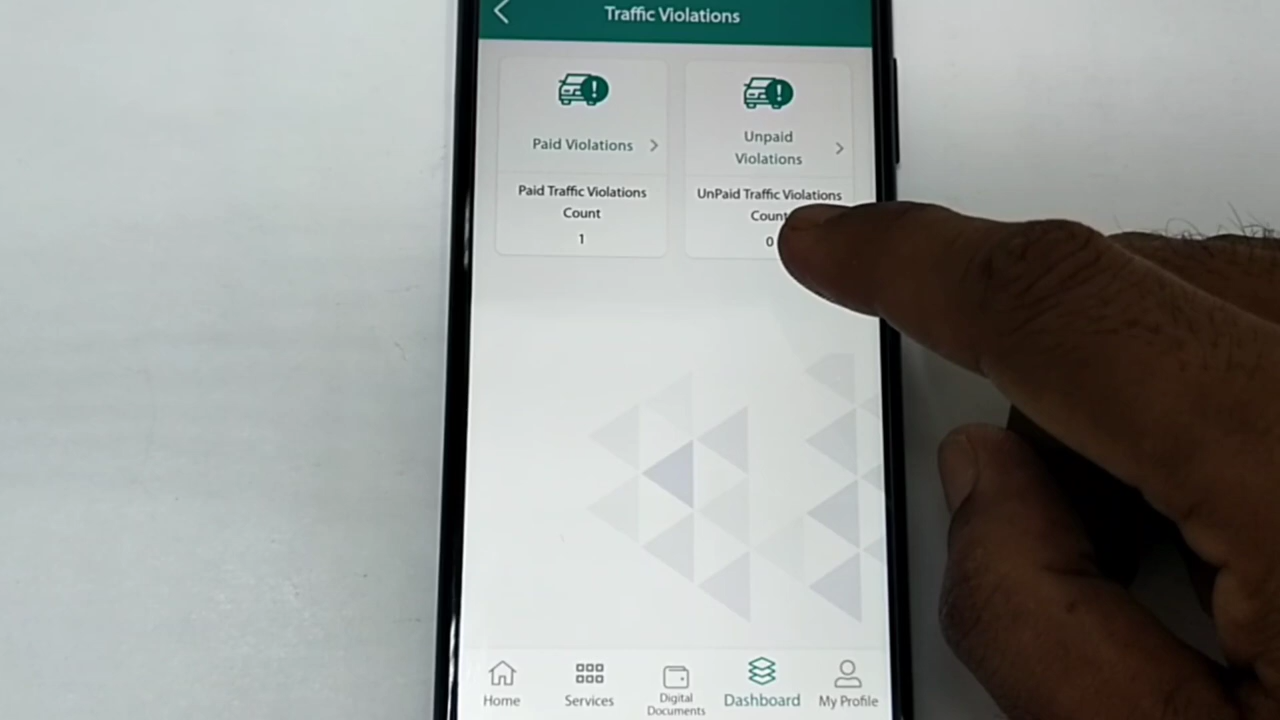 Traffic Violations
Paid Violations
Paid Traffic Violations
Count
1
Unpaid
Violations
UnPaid Traffic Violations
Count
0
Home
Services
Digital
Documents
Dashboard
My Profile